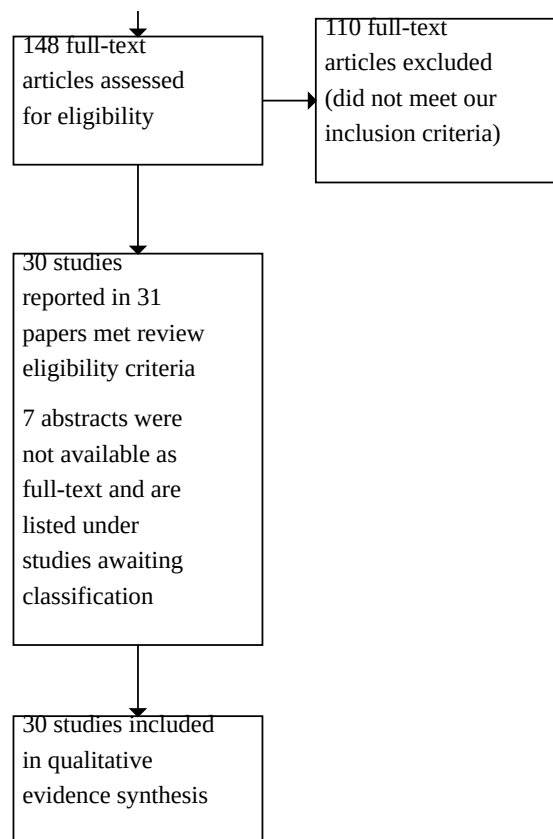 148 full-text
articles assessed
for eligibility
110 full-text
articles excluded
(did not meet our
inclusion criteria)
30 studies
reported in 31
papers met review
eligibility criteria
7 abstracts were
not available as
full-text and are
listed under
studies awaiting
classification
30 studies included
in qualitative
evidence synthesis